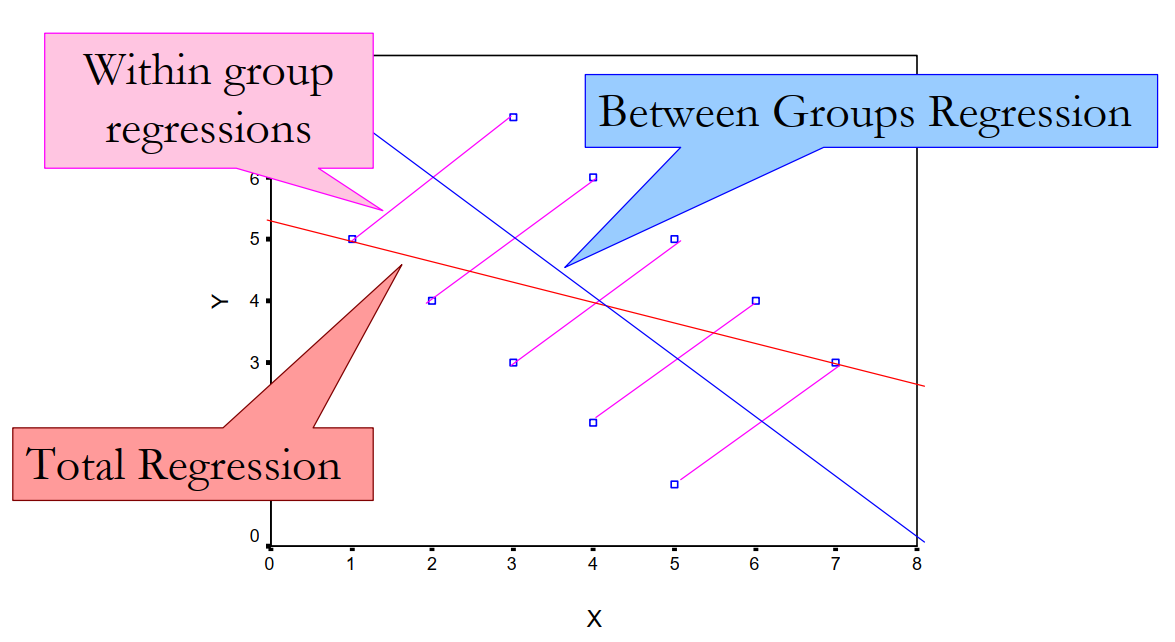 Within group
regressions
Between Groups Regression
6
5
4
3
Y
Total Regression
0
0 1 2 3 4 5 6 7 8
X